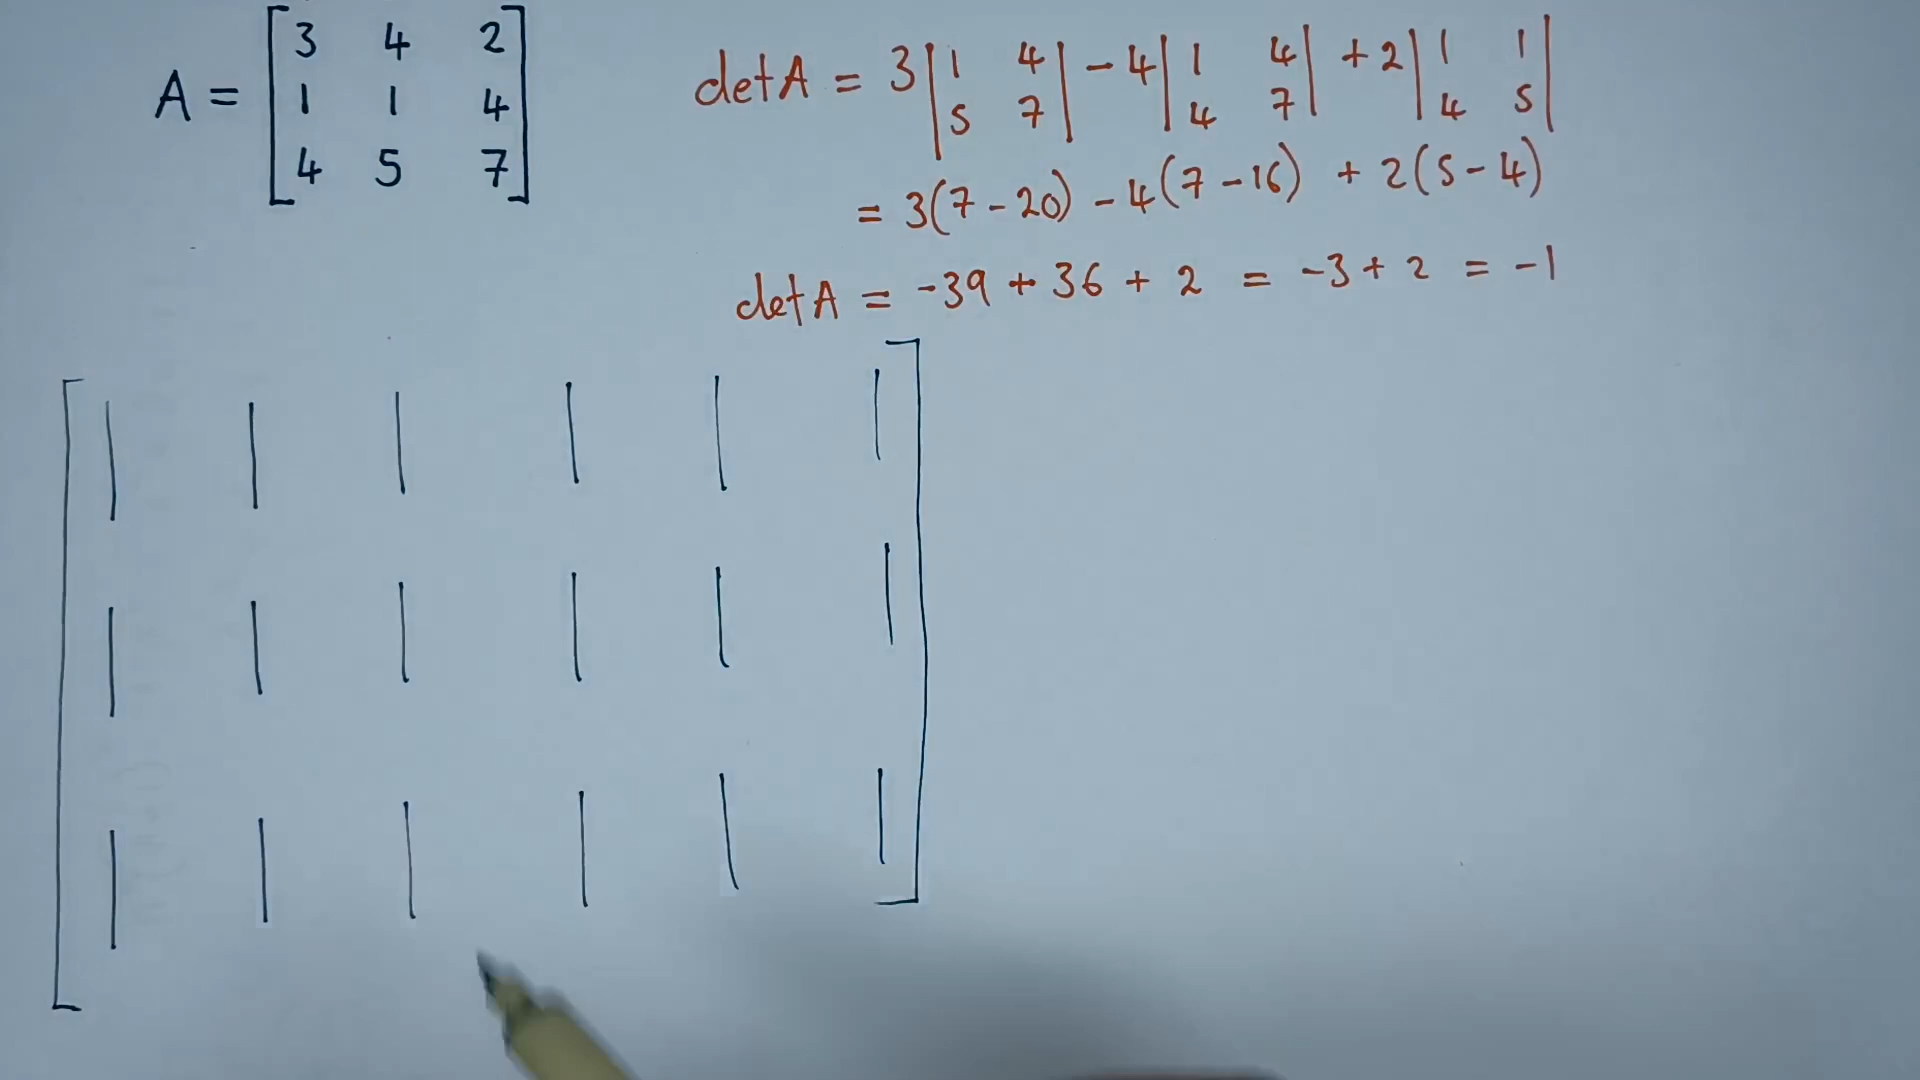 A = [3 4 2
1 1 4
4 5 7]
detA = 3|1 4
5 7| - 4|1 4
4 7| + 2|1 1
4 5|
= 3(7 - 20) - 4(7 - 16) + 2(5 - 4)
detA = -39 + 36 + 2 = -3 + 2 = -1
[| | | | | |
| | | | | |
| | | | | |]